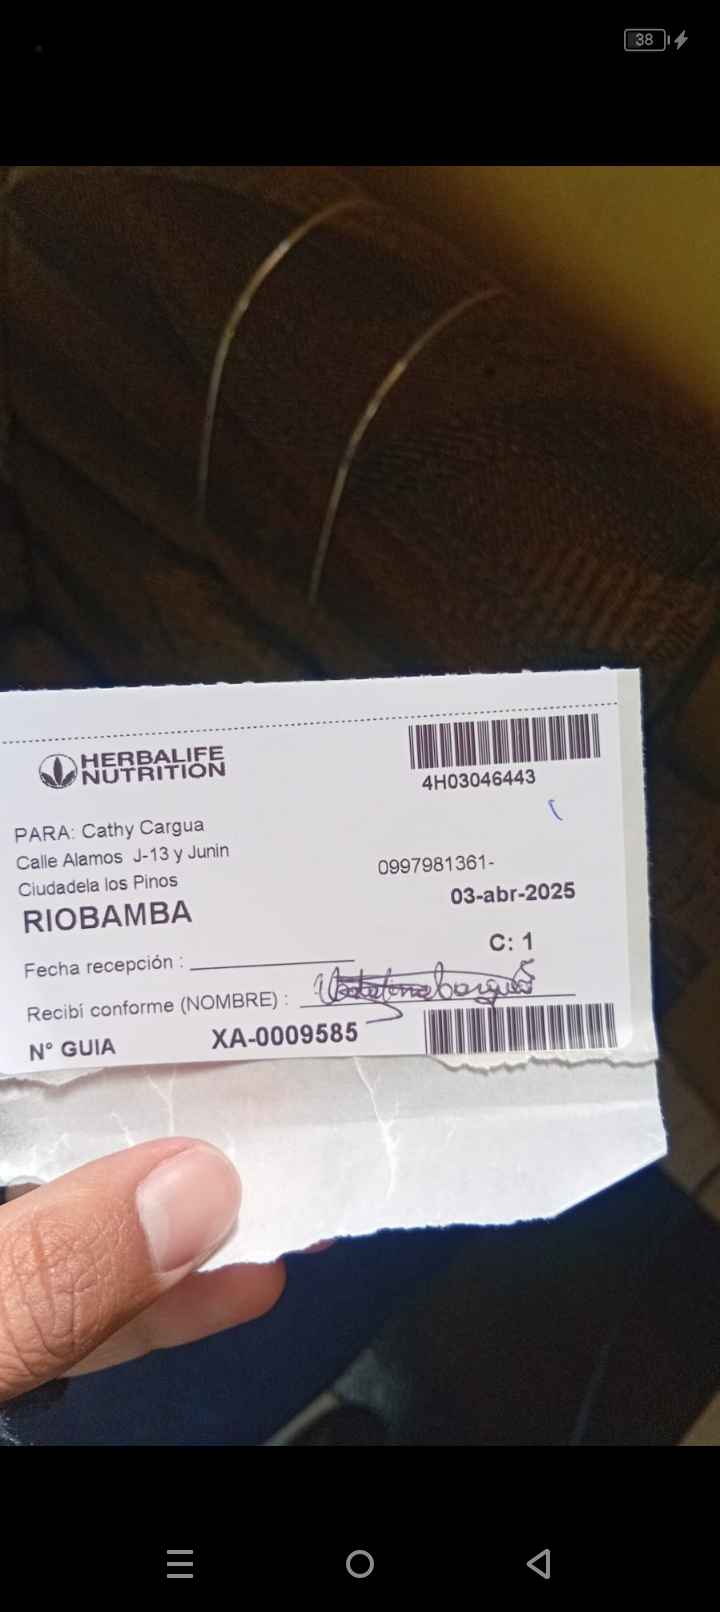 38
HERBALIFE
NUTRITION
4H03046443
PARA: Cathy Cargua
Calle Alamos J-13 y Junin
Ciudadela los Pinos
0997981361-
RIOBAMBA
03-abr-2025
C: 1
Fecha recepción :
Recibí conforme (NOMBRE) :
N° GUIA XA-0009585